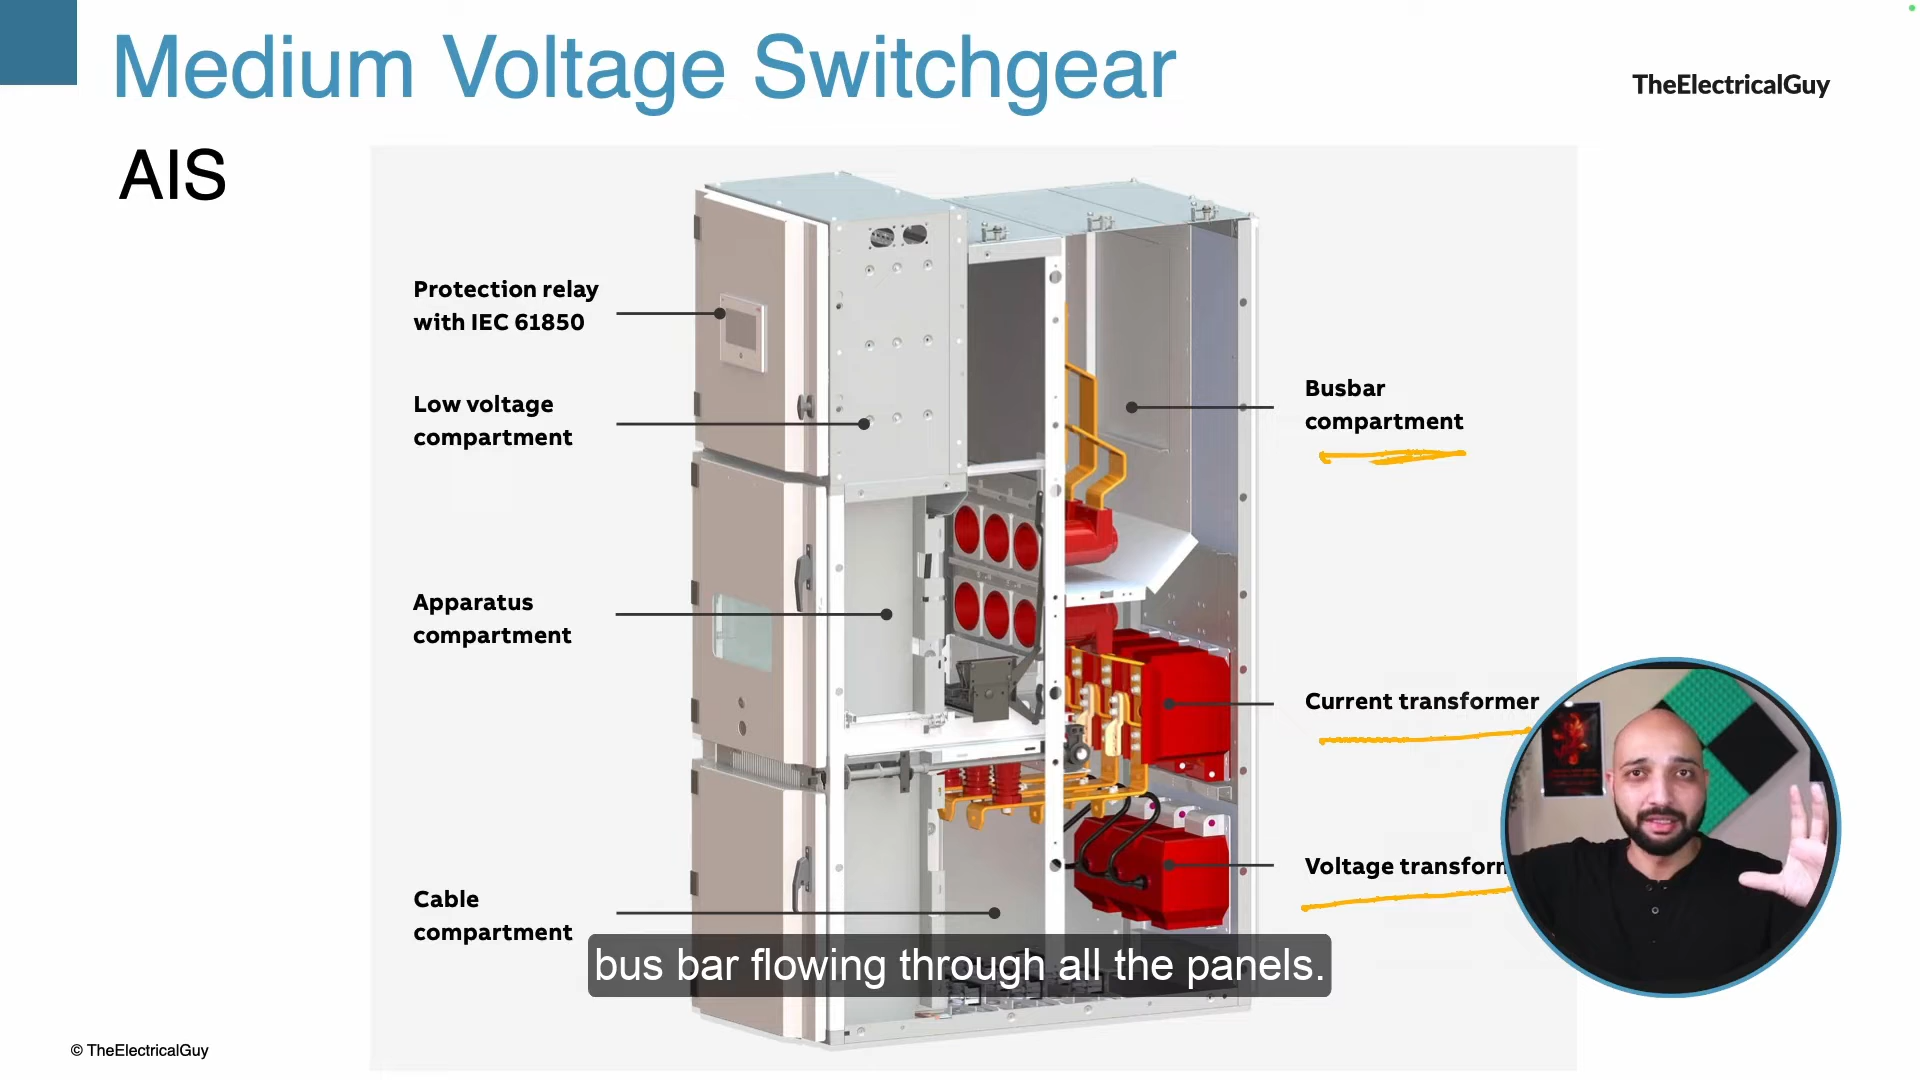 Medium Voltage Switchgear
TheElectricalGuy
AIS
Protection relay
with IEC 61850
Low voltage
compartment
Apparatus
compartment
Cable
compartment
Busbar
compartment
Current transformer
Voltage transform
bus bar flowing through all the panels.
© TheElectricalGuy